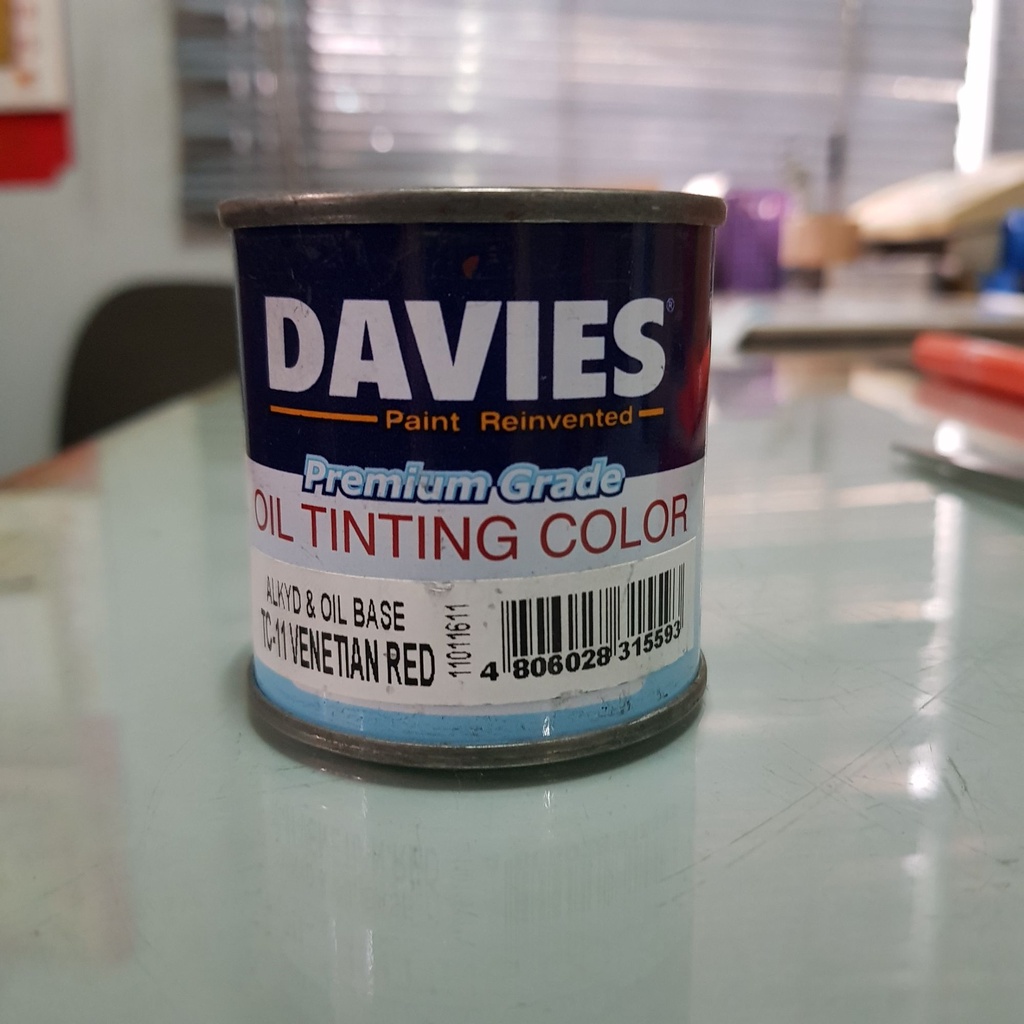 DAVIES®
Paint Reinvented
Premium Grade
OIL TINTING COLOR
ALKYD & OIL BASE
TC-11 VENETIAN RED
11011611
4 806028 315593